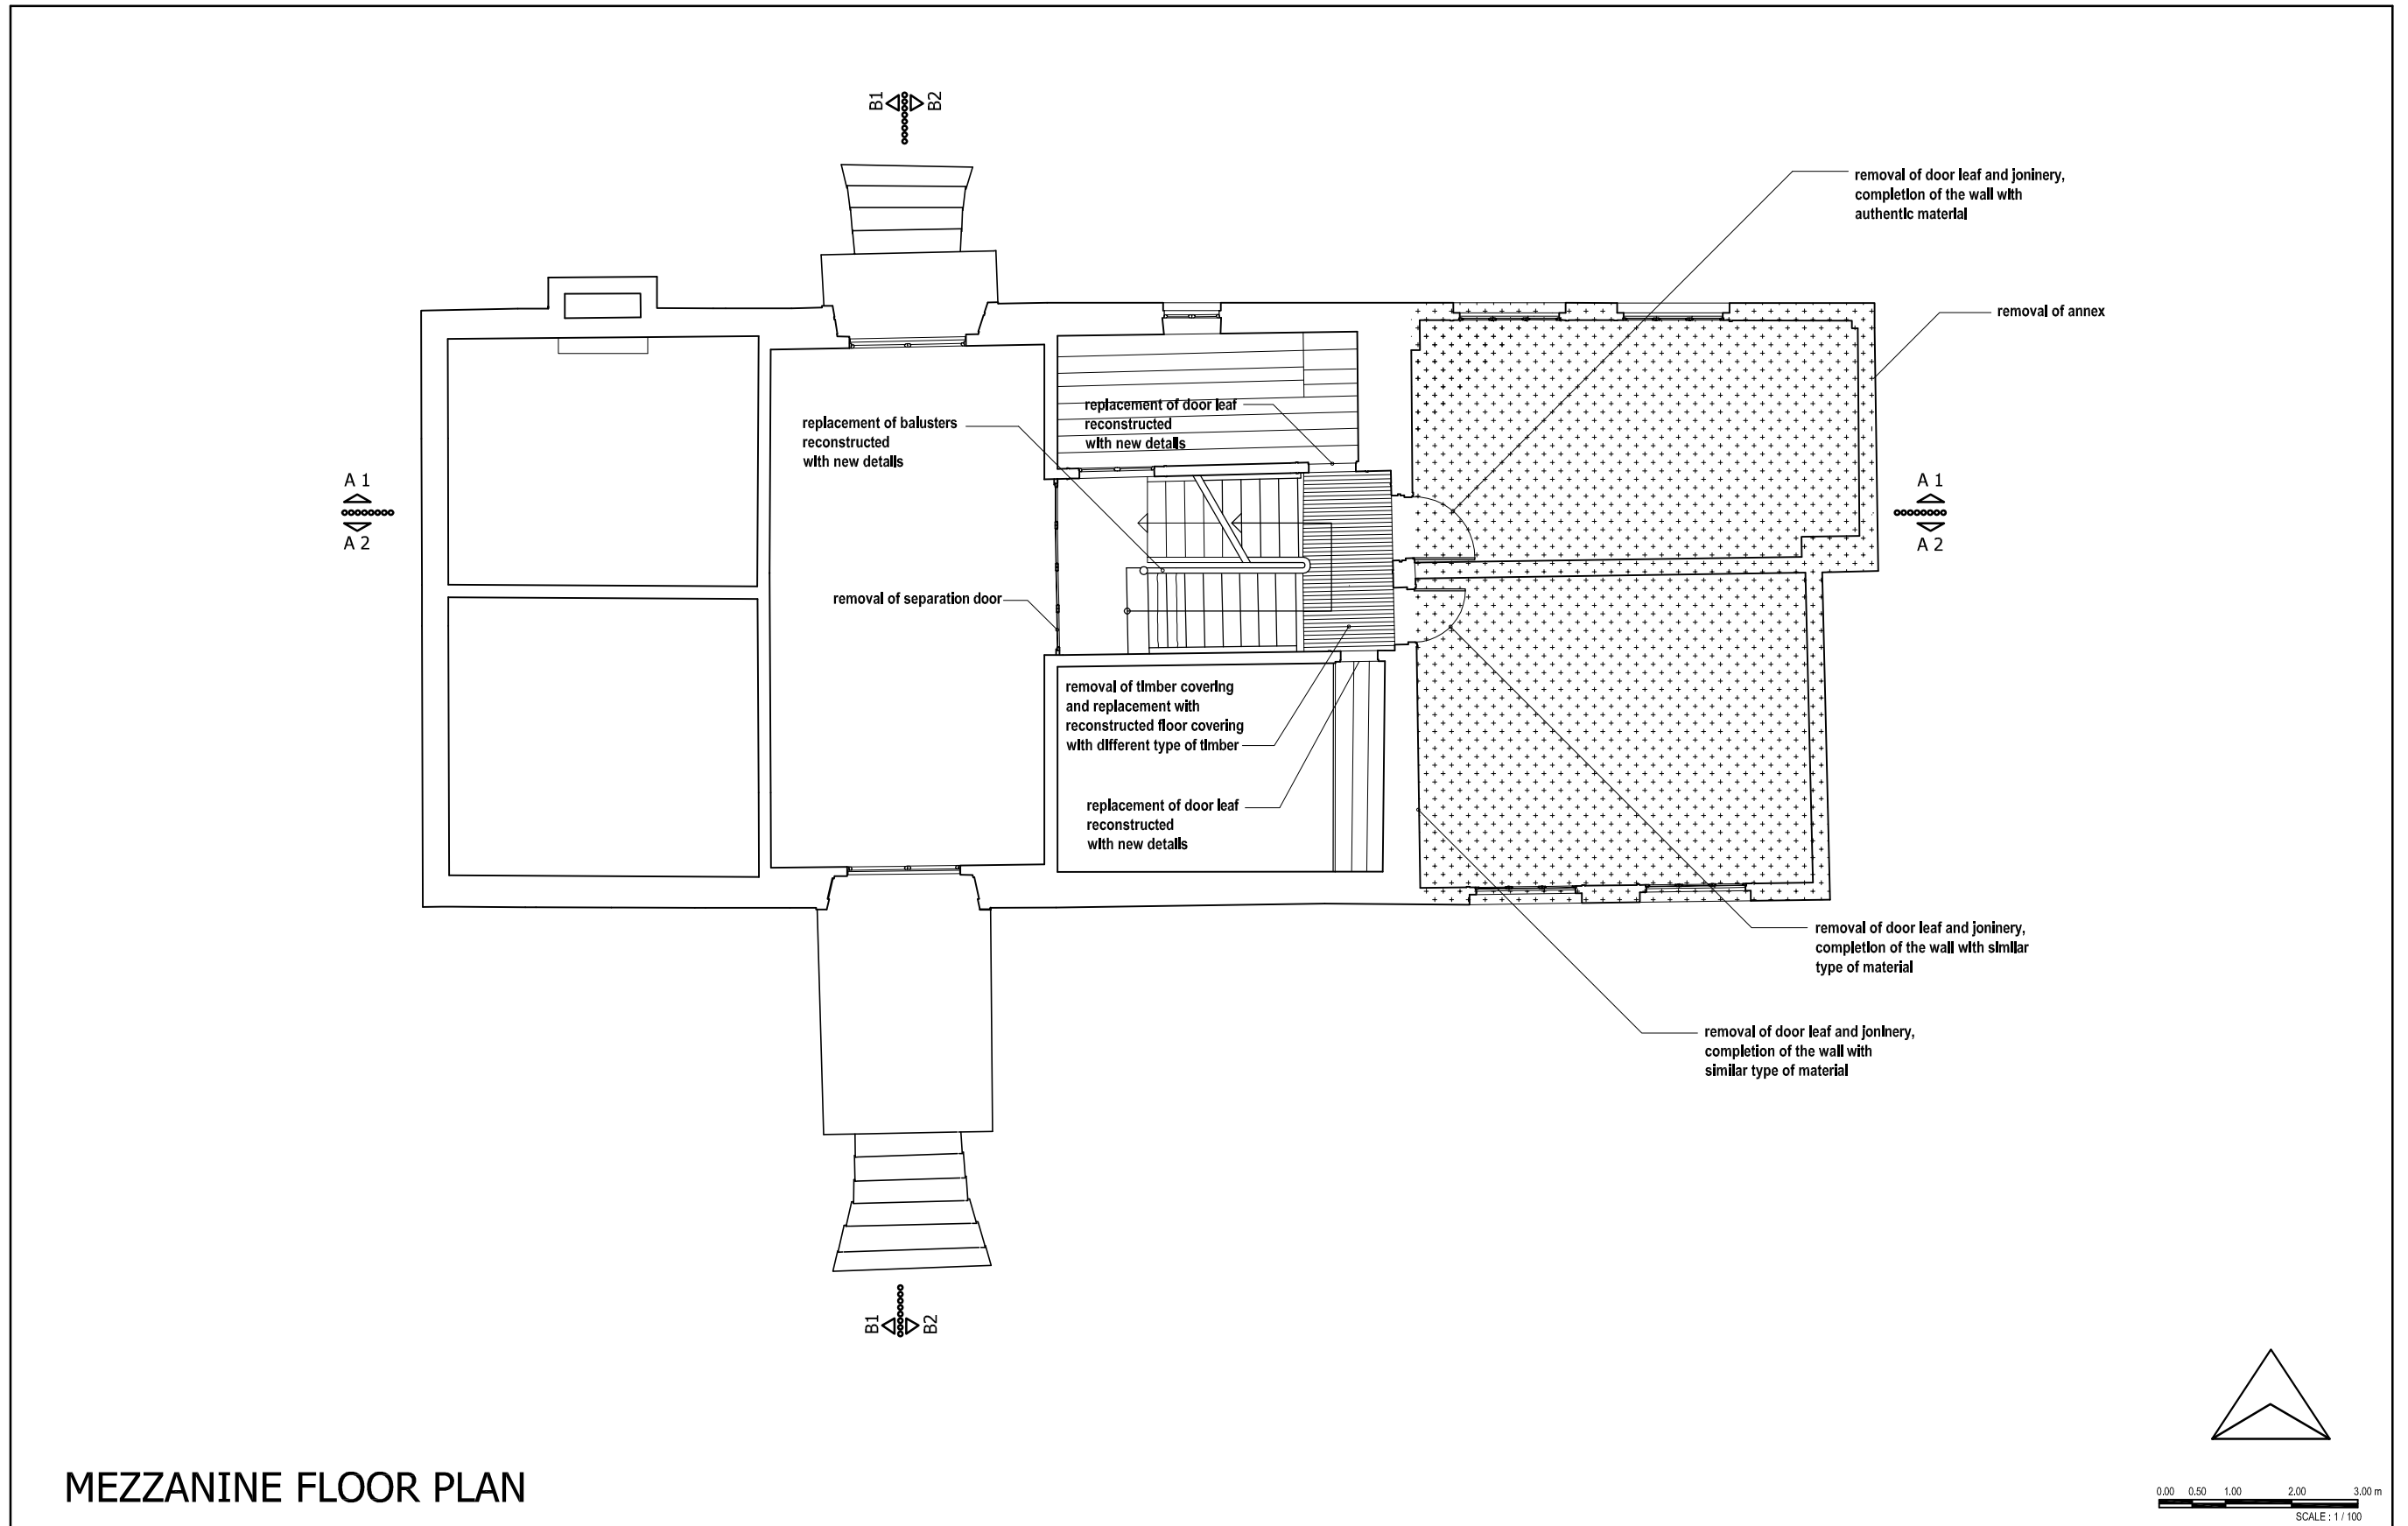 B1
B2
removal of door leaf and joninery,
completion of the wall with
authentic material
removal of annex
replacement of balusters
reconstructed
with new details
replacement of door leaf
reconstructed
with new details
A 1
A 2
A 1
A 2
removal of separation door
removal of timber covering
and replacement with
reconstructed floor covering
with different type of timber
replacement of door leaf
reconstructed
with new details
removal of door leaf and joninery,
completion of the wall with similar
type of material
removal of door leaf and joninery,
completion of the wall with
similar type of material
B1
B2
MEZZANINE FLOOR PLAN
0.00 0.50 1.00 2.00 3.00 m
SCALE : 1 / 100